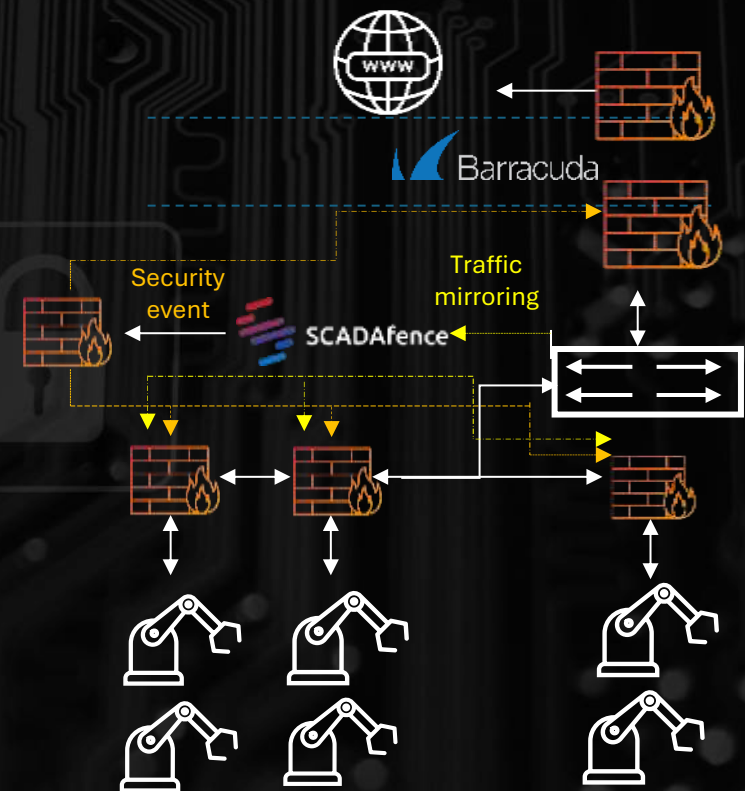 WWW
Barracuda
Security
event
Traffic
mirroring
SCADAfence